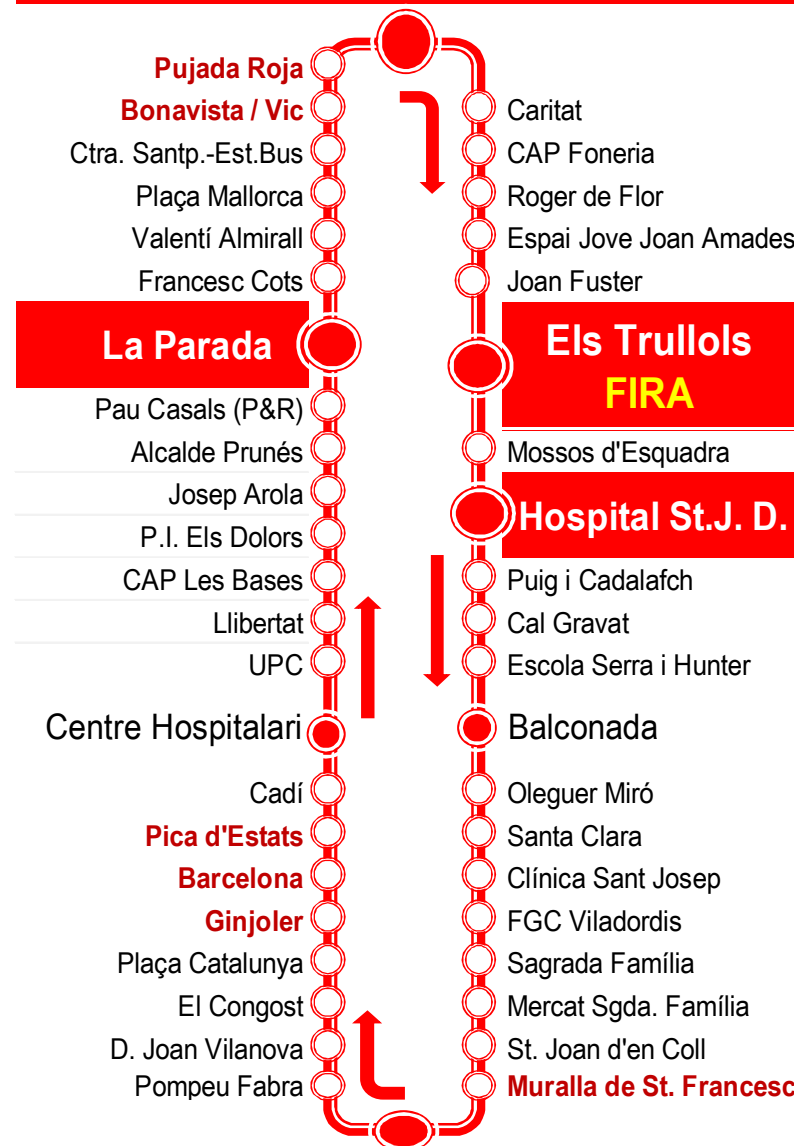 Pujada Roja
Bonavista / Vic
Ctra. Santp.-Est.Bus
Plaça Mallorca
Valentí Almirall
Francesc Cots
La Parada
Pau Casals (P&R)
Alcalde Prunés
Josep Arola
P.I. Els Dolors
CAP Les Bases
Llibertat
UPC
Centre Hospitalari
Cadí
Pica d'Estats
Barcelona
Ginjoler
Plaça Catalunya
El Congost
D. Joan Vilanova
Pompeu Fabra
Caritat
CAP Foneria
Roger de Flor
Espai Jove Joan Amades
Joan Fuster
Els Trullols
FIRA
Mossos d'Esquadra
Hospital St.J. D.
Puig i Cadalafch
Cal Gravat
Escola Serra i Hunter
Balconada
Oleguer Miró
Santa Clara
Clínica Sant Josep
FGC Viladordis
Sagrada Família
Mercat Sgda. Família
St. Joan d'en Coll
Muralla de St. Francesc